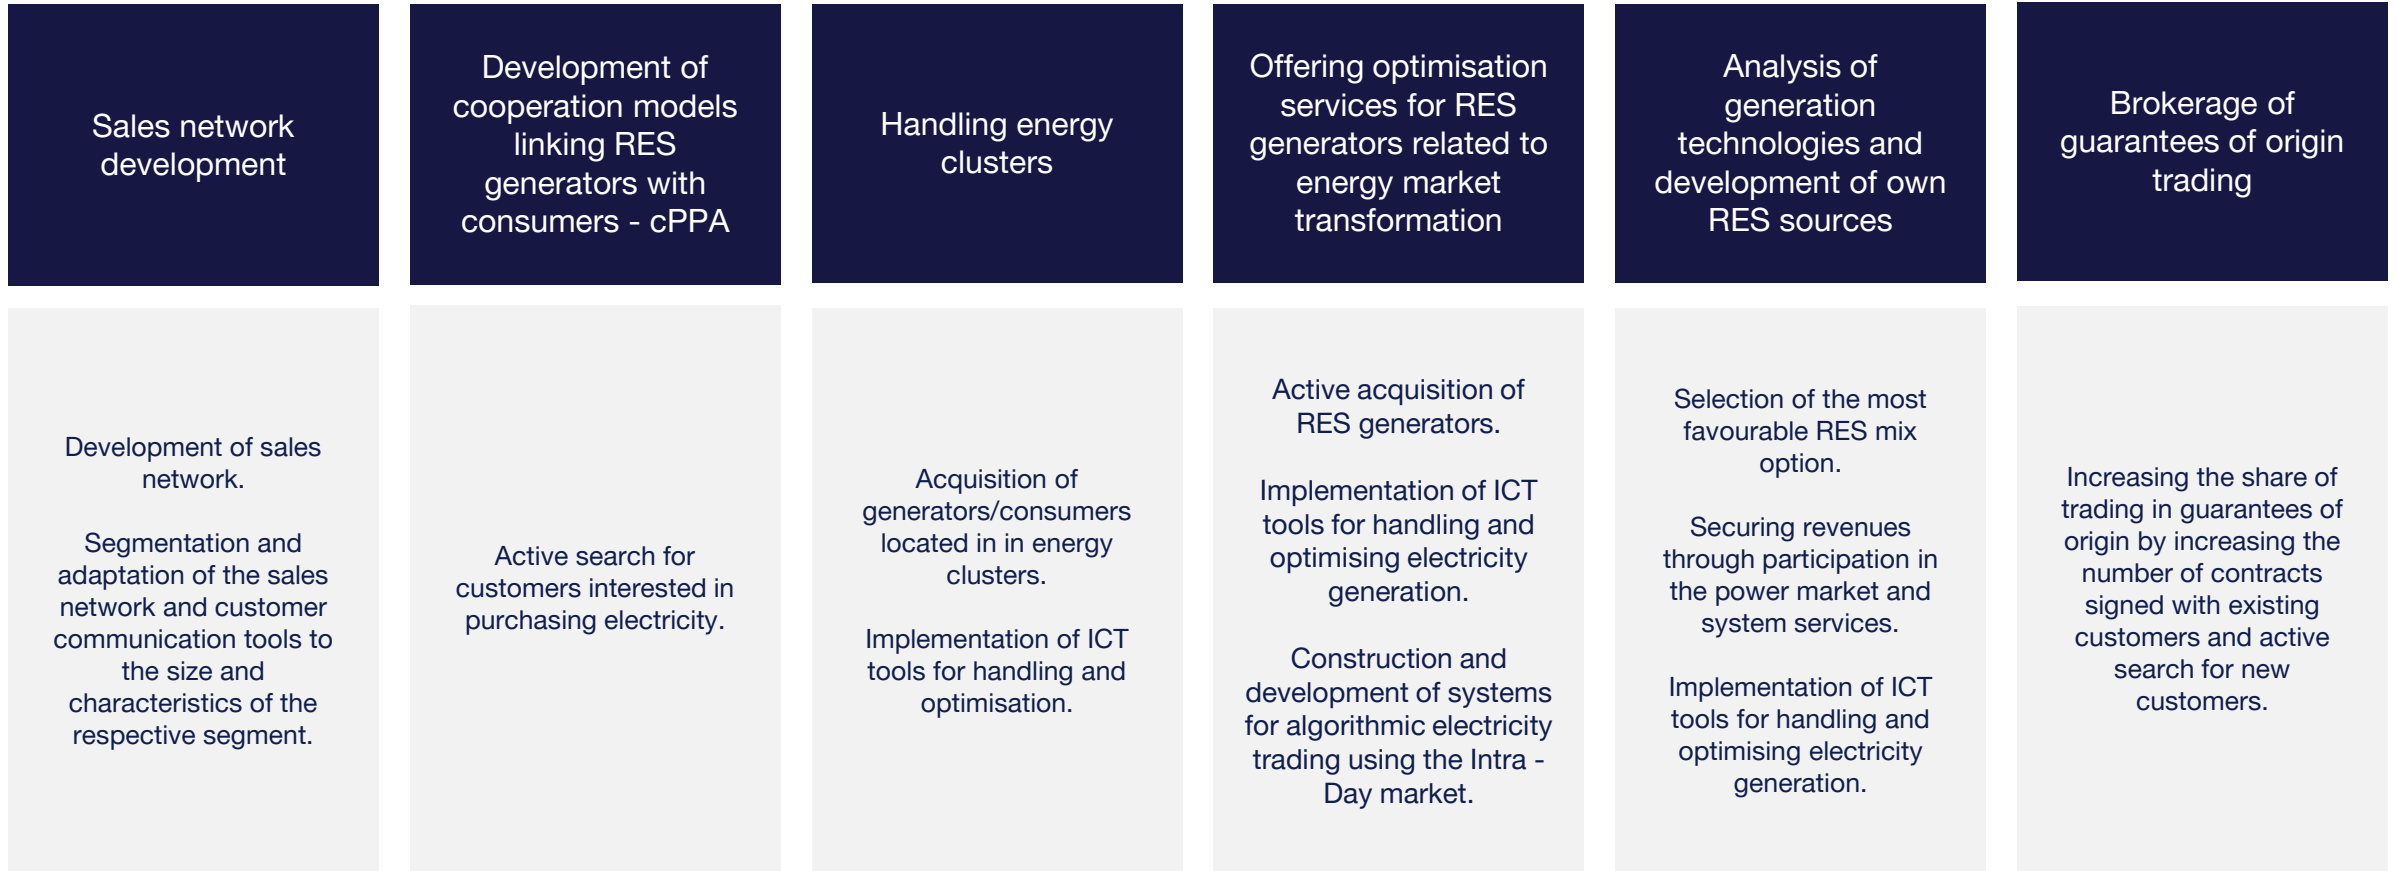 Sales network
development
Development of
cooperation models
linking RES
generators with
consumers - cPPA
Handling energy
clusters
Offering optimisation
services for RES
generators related to
energy market
transformation
Analysis of
generation
technologies and
development of own
RES sources
Brokerage of
guarantees of origin
trading
Development of sales
network.
Segmentation and
adaptation of the sales
network and customer
communication tools to
the size and
characteristics of the
respective segment.
Active search for
customers interested in
purchasing electricity.
Acquisition of
generators/consumers
located in in energy
clusters.
Implementation of ICT
tools for handling and
optimisation.
Active acquisition of
RES generators.
Implementation of ICT
tools for handling and
optimising electricity
generation.
Construction and
development of systems
for algorithmic electricity
trading using the Intra -
Day market.
Selection of the most
favourable RES mix
option.
Securing revenues
through participation in
the power market and
system services.
Implementation of ICT
tools for handling and
optimising electricity
generation.
Increasing the share of
trading in guarantees of
origin by increasing the
number of contracts
signed with existing
customers and active
search for new
customers.